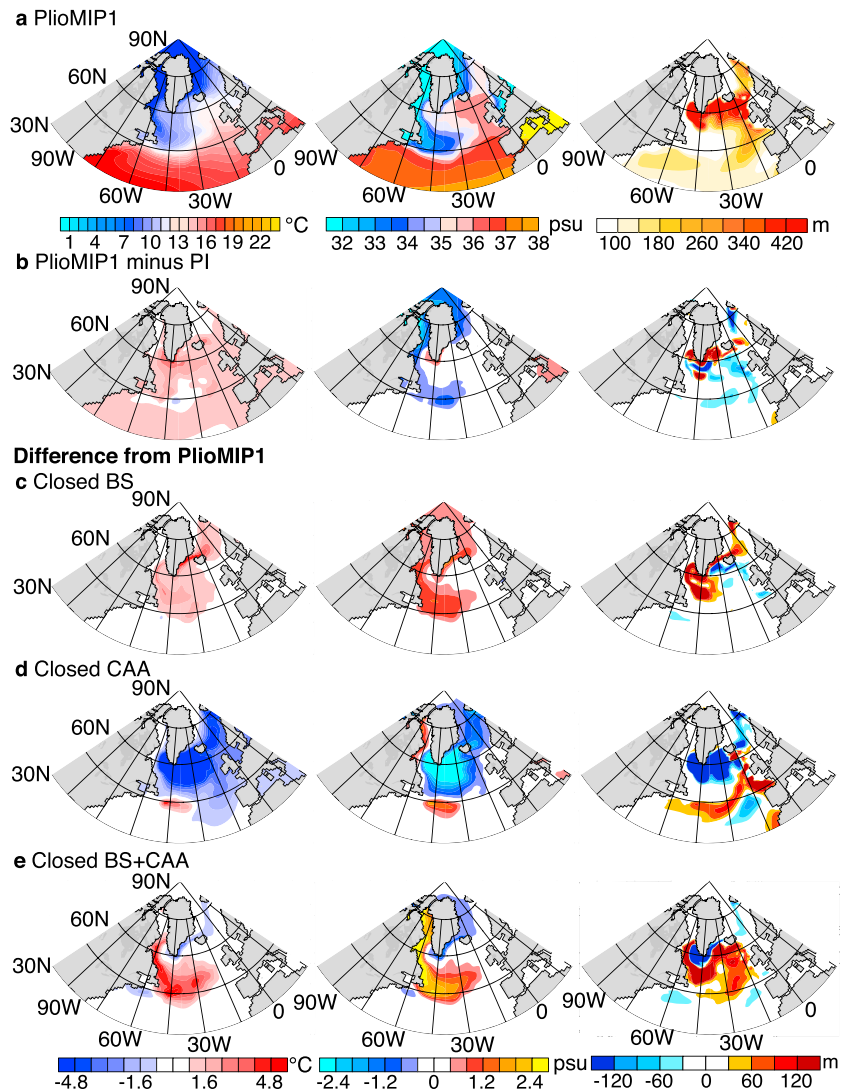 a PlioMIP1
90N
60N
30N
90W
60W
30W
0
90W
60W
30W
0
60W
30W
1 4 7 10 13 16 19 22 °C
32 33 34 35 36 37 38 psu
100 180 260 340 420 m
b PlioMIP1 minus PI
90N
60N
30N
Difference from PlioMIP1
c Closed BS
90N
60N
30N
d Closed CAA
90N
60N
30N
e Closed BS+CAA
90N
60N
30N
90W
60W
30W
0
90W
60W
30W
0
90W
60W
30W
-4.8 -1.6 1.6 4.8 °C
-2.4 -1.2 0 1.2 2.4 psu
-120 -60 0 60 120 m